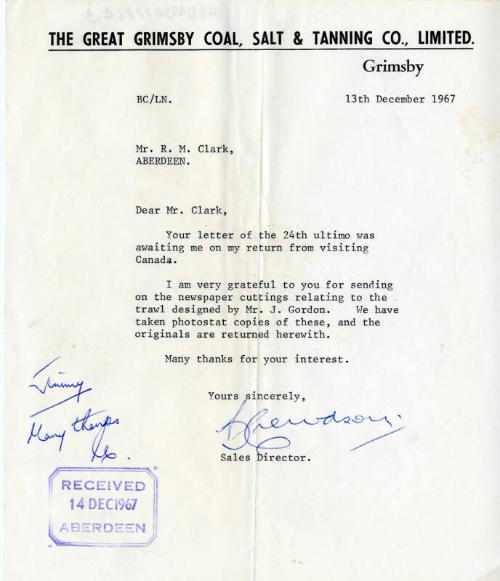 THE GREAT GRIMSBY COAL, SALT & TANNING CO., LIMITED.
Grimsby
BC/LN.
13th December 1967
Mr. R. M. Clark,
ABERDEEN.
Dear Mr. Clark,
Your letter of the 24th ultimo was
awaiting me on my return from visiting
Canada.
I am very grateful to you for sending
on the newspaper cuttings relating to the
trawl designed by Mr. J. Gordon. We have
taken photostat copies of these, and the
originals are returned herewith.
Many thanks for your interest.
Yours sincerely,
Sales Director.
Jimmy
Many thanks
RECEIVED
14 DEC 1967
ABERDEEN